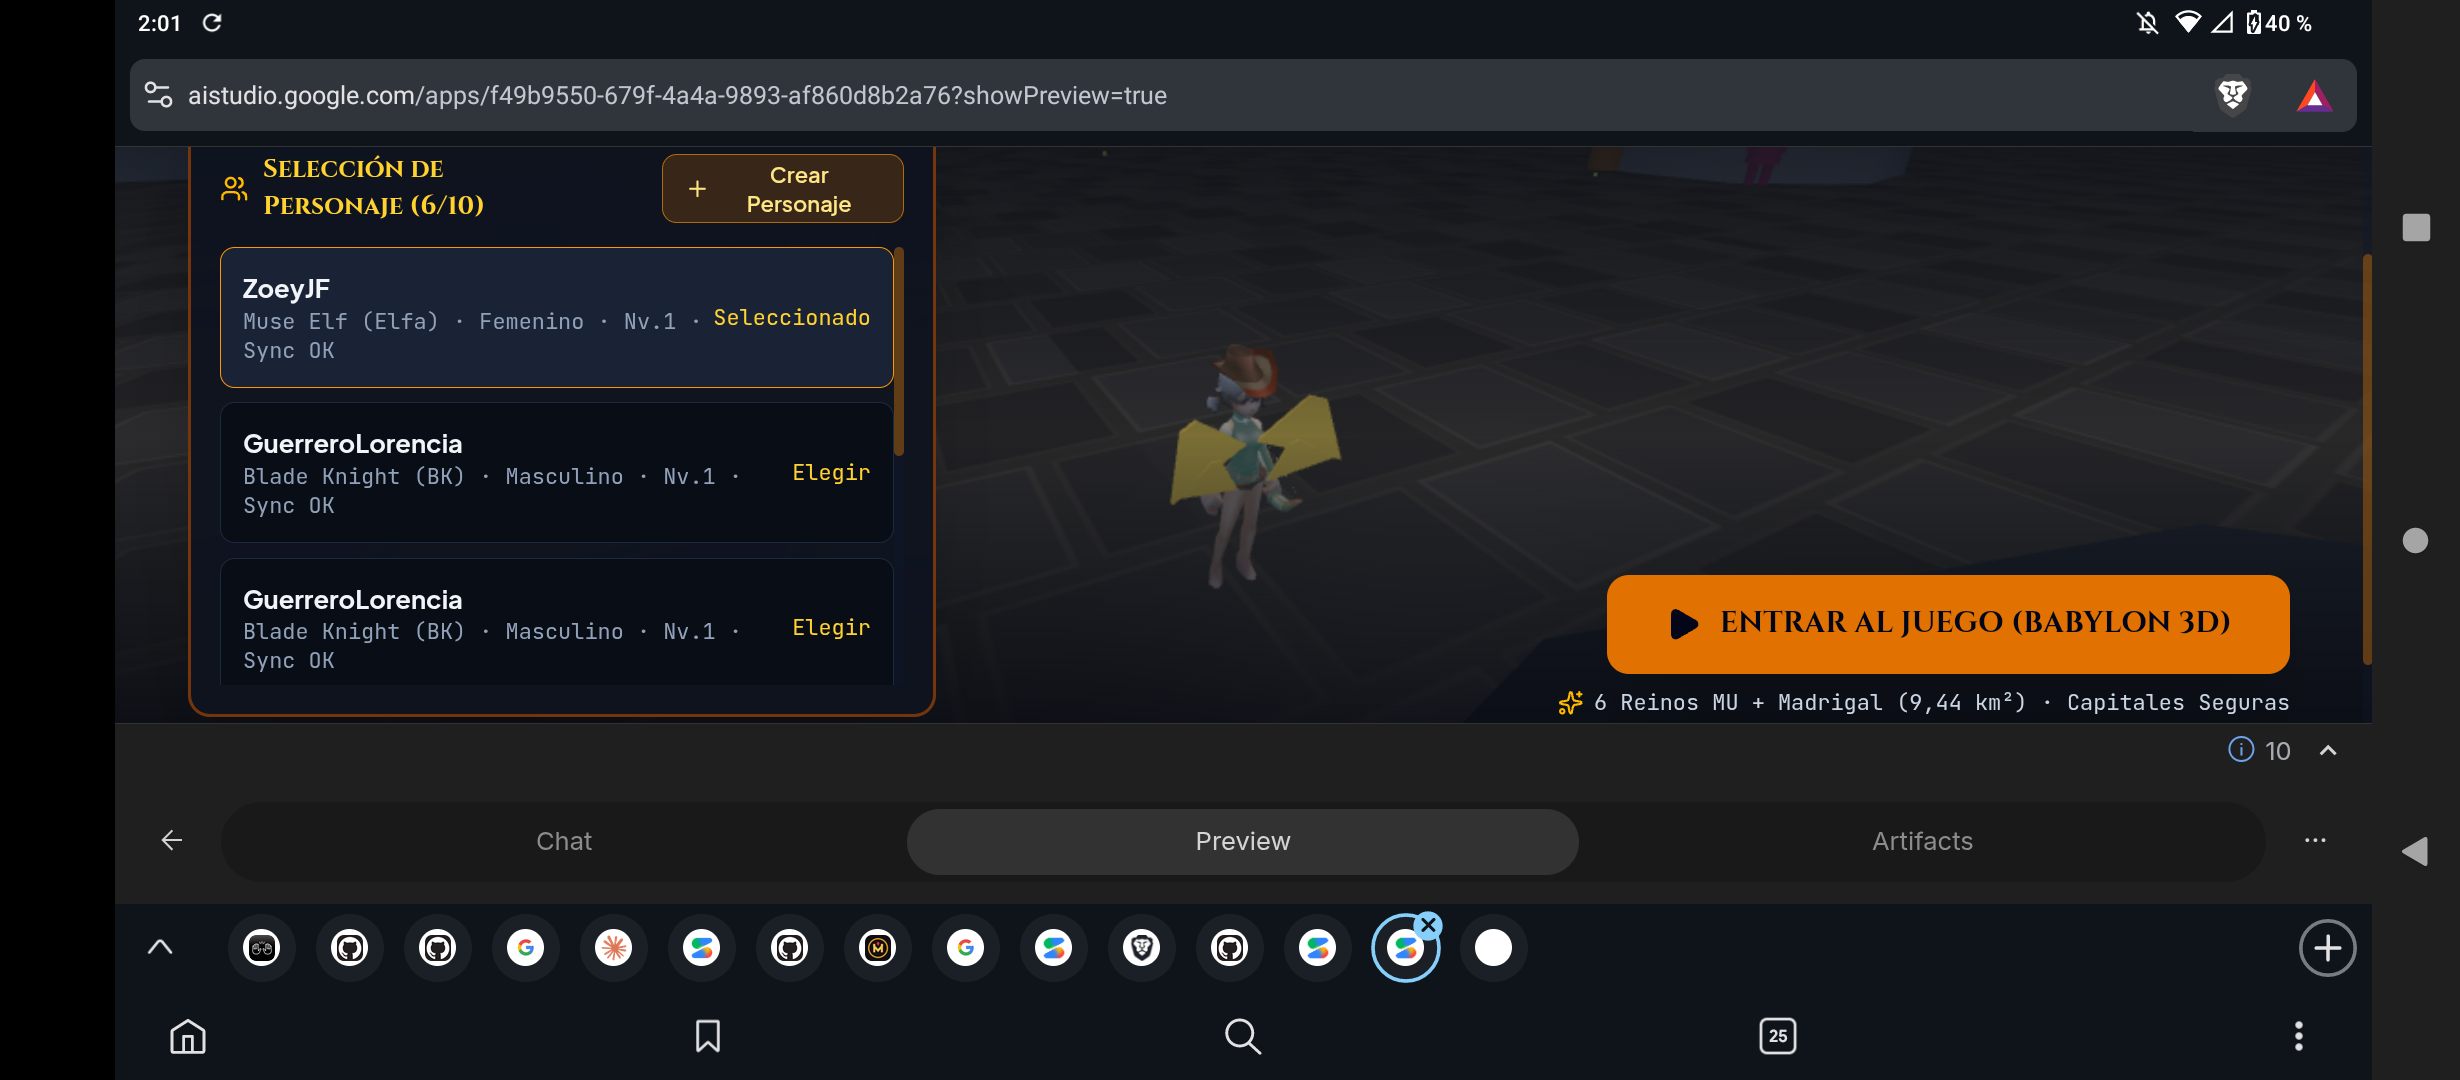 2:01
40 %
aistudio.google.com/apps/f49b9550-679f-4a4a-9893-af860d8b2a76?showPreview=true
Selección de
Personaje (6/10)
Crear
Personaje
ZoeyJF
Muse Elf (Elfa) · Femenino · Nv.1 ·
Sync OK
Seleccionado
GuerreroLorencia
Blade Knight (BK) · Masculino · Nv.1 ·
Sync OK
Elegir
GuerreroLorencia
Blade Knight (BK) · Masculino · Nv.1 ·
Sync OK
Elegir
ENTRAR AL JUEGO (BABYLON 3D)
6 Reinos MU + Madrigal (9,44 km²) · Capitales Seguras
10
Chat
Preview
Artifacts
25